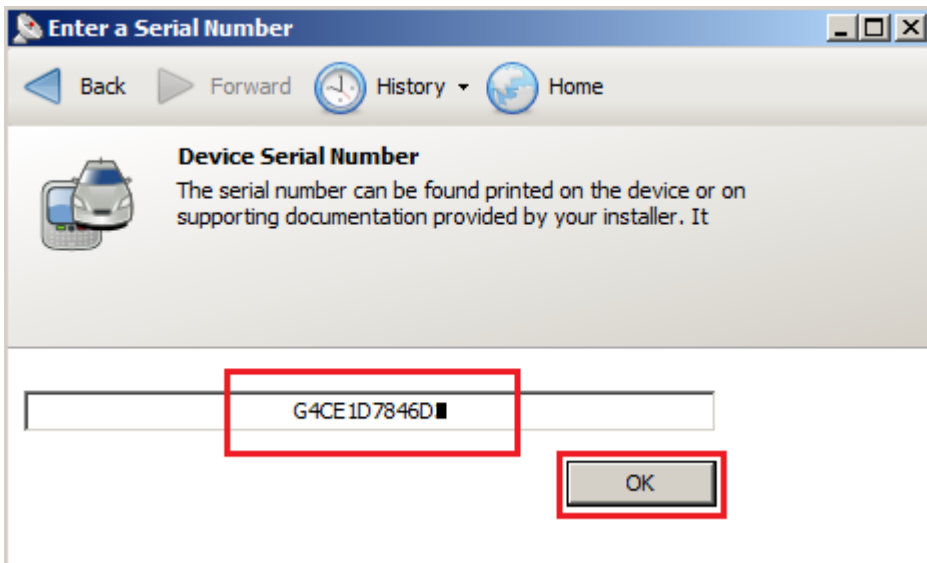 Enter a Serial Number
Back Forward History Home
Device Serial Number
The serial number can be found printed on the device or on
supporting documentation provided by your installer. It
G4CE1D7846D
OK